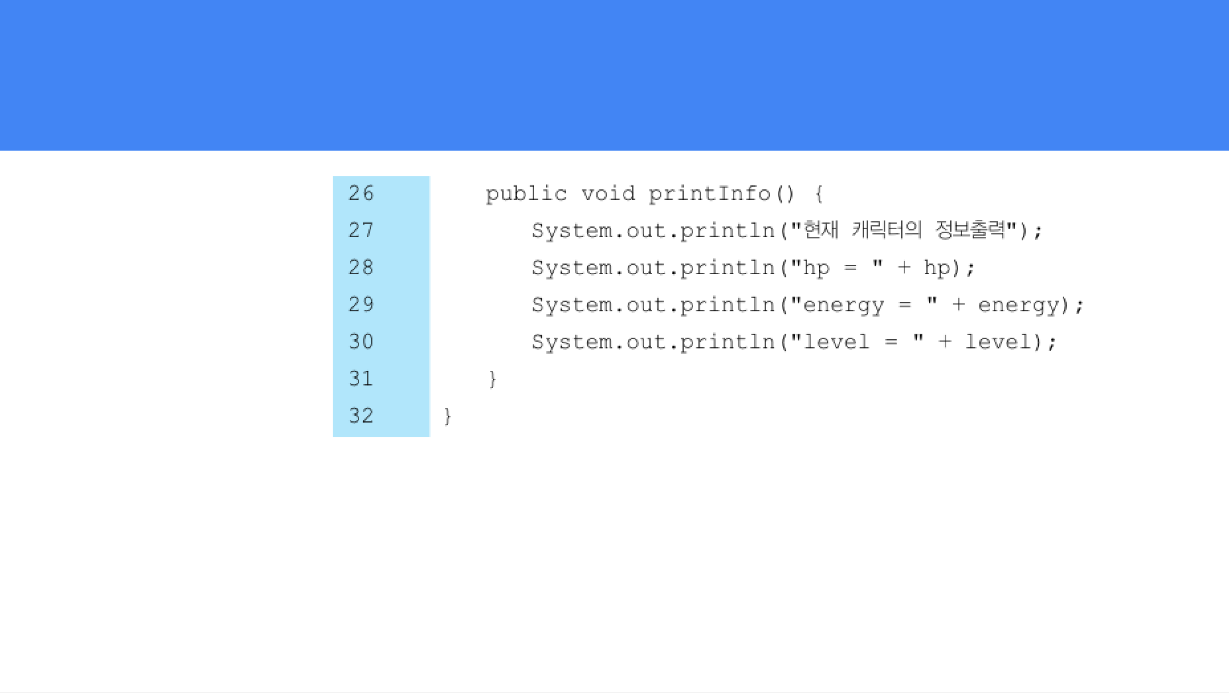 26 public void printInfo() {
27 System.out.println("현재 캐릭터의 정보출력");
28 System.out.println("hp = " + hp);
29 System.out.println("energy = " + energy);
30 System.out.println("level = " + level);
31 }
32 }